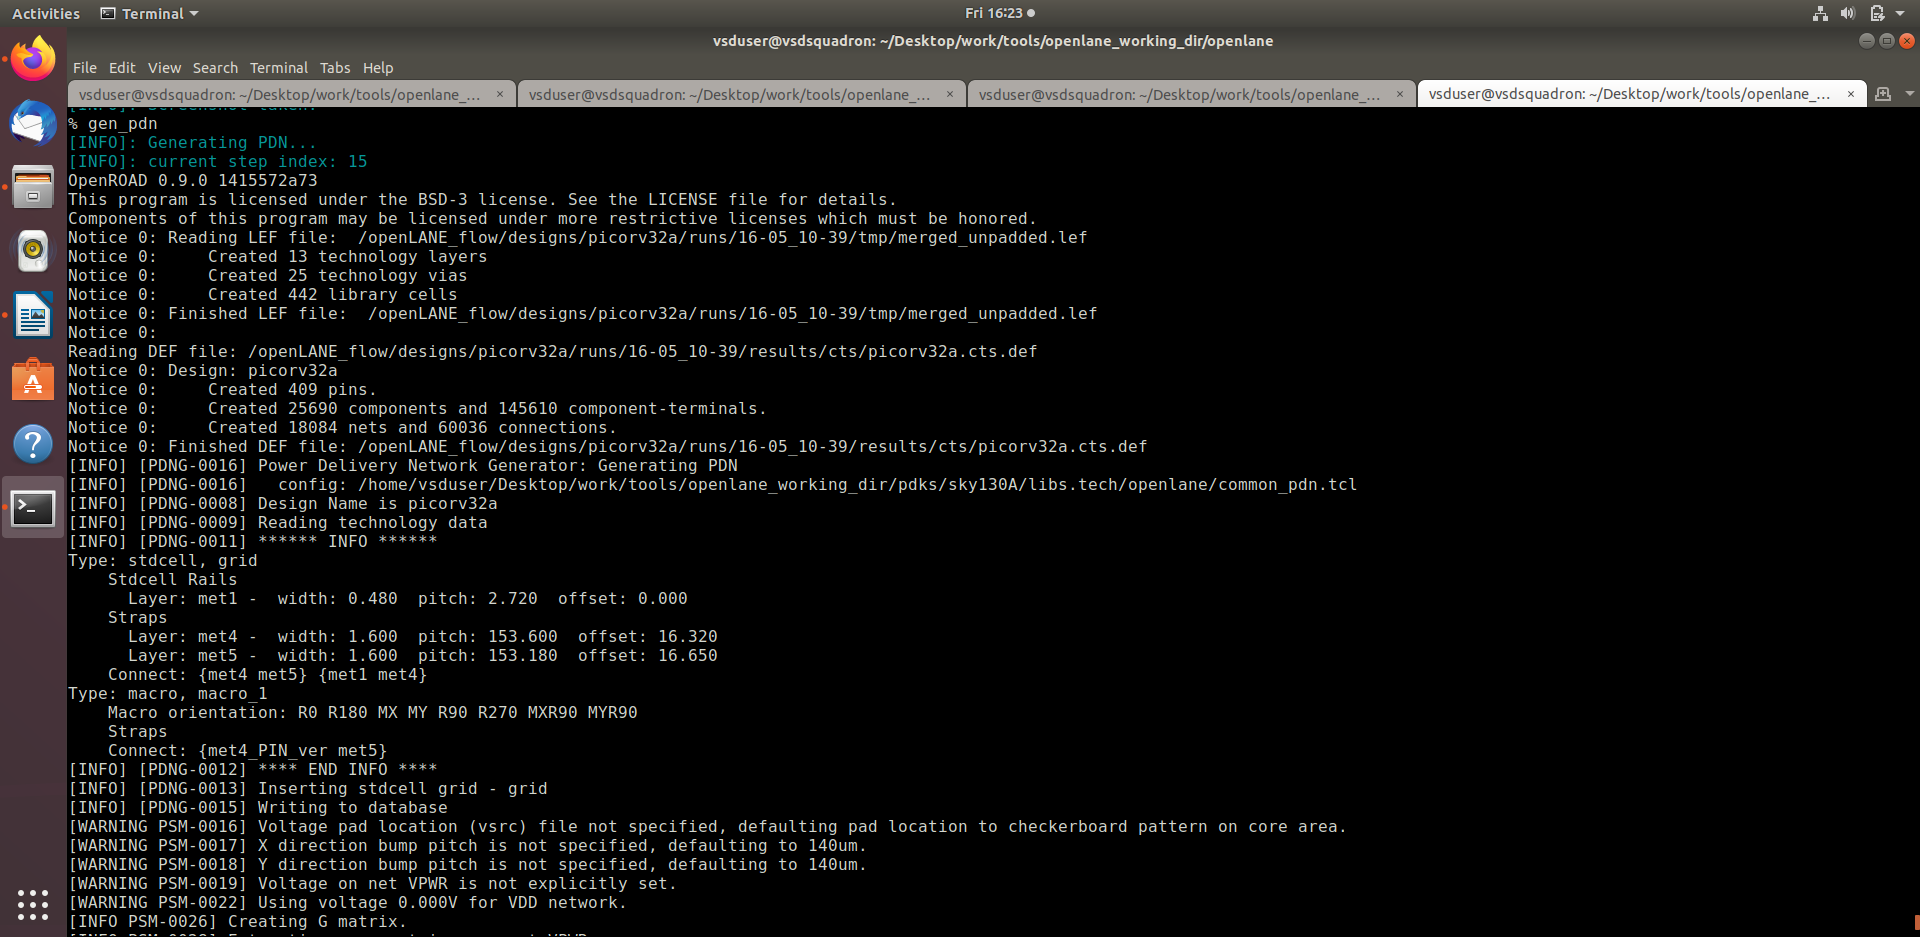 Activities Terminal Fri 16:23
vsduser@vsdsquadron: ~/Desktop/work/tools/openlane_working_dir/openlane
File Edit View Search Terminal Tabs Help
vsduser@vsdsquadron: ~/Desktop/work/tools/openlane_... × vsduser@vsdsquadron: ~/Desktop/work/tools/openlane_... × vsduser@vsdsquadron: ~/Desktop/work/tools/openlane_... × vsduser@vsdsquadron: ~/Desktop/work/tools/openlane_... ×
% gen_pdn
[INFO]: Generating PDN...
[INFO]: current step index: 15
OpenROAD 0.9.0 1415572a73
This program is licensed under the BSD-3 license. See the LICENSE file for details.
Components of this program may be licensed under more restrictive licenses which must be honored.
Notice 0: Reading LEF file:  /openLANE_flow/designs/picorv32a/runs/16-05_10-39/tmp/merged_unpadded.lef
Notice 0:     Created 13 technology layers
Notice 0:     Created 25 technology vias
Notice 0:     Created 442 library cells
Notice 0: Finished LEF file:  /openLANE_flow/designs/picorv32a/runs/16-05_10-39/tmp/merged_unpadded.lef
Notice 0:
Reading DEF file: /openLANE_flow/designs/picorv32a/runs/16-05_10-39/results/cts/picorv32a.cts.def
Notice 0: Design: picorv32a
Notice 0:     Created 409 pins.
Notice 0:     Created 25690 components and 145610 component-terminals.
Notice 0:     Created 18084 nets and 60036 connections.
Notice 0: Finished DEF file: /openLANE_flow/designs/picorv32a/runs/16-05_10-39/results/cts/picorv32a.cts.def
[INFO] [PDNG-0016] Power Delivery Network Generator: Generating PDN
[INFO] [PDNG-0016]   config: /home/vsduser/Desktop/work/tools/openlane_working_dir/pdks/sky130A/libs.tech/openlane/common_pdn.tcl
[INFO] [PDNG-0008] Design Name is picorv32a
[INFO] [PDNG-0009] Reading technology data
[INFO] [PDNG-0011] ****** INFO ******
Type: stdcell, grid
    Stdcell Rails
      Layer: met1 -  width: 0.480  pitch: 2.720  offset: 0.000
    Straps
      Layer: met4 -  width: 1.600  pitch: 153.600  offset: 16.320
      Layer: met5 -  width: 1.600  pitch: 153.180  offset: 16.650
    Connect: {met4 met5} {met1 met4}
Type: macro, macro_1
    Macro orientation: R0 R180 MX MY R90 R270 MXR90 MYR90
    Straps
    Connect: {met4_PIN_ver met5}
[INFO] [PDNG-0012] **** END INFO ****
[INFO] [PDNG-0013] Inserting stdcell grid - grid
[INFO] [PDNG-0015] Writing to database
[WARNING PSM-0016] Voltage pad location (vsrc) file not specified, defaulting pad location to checkerboard pattern on core area.
[WARNING PSM-0017] X direction bump pitch is not specified, defaulting to 140um.
[WARNING PSM-0018] Y direction bump pitch is not specified, defaulting to 140um.
[WARNING PSM-0019] Voltage on net VPWR is not explicitly set.
[WARNING PSM-0022] Using voltage 0.000V for VDD network.
[INFO PSM-0026] Creating G matrix.